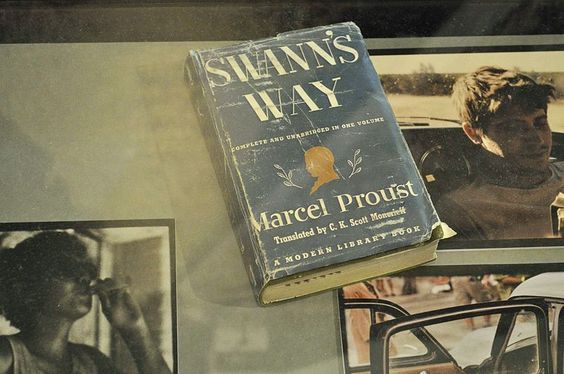 SWANN'S
WAY
COMPLETE AND UNABRIDGED IN ONE VOLUME
Marcel Proust
Translated by C. K. Scott Moncrieff
A MODERN LIBRARY BOOK